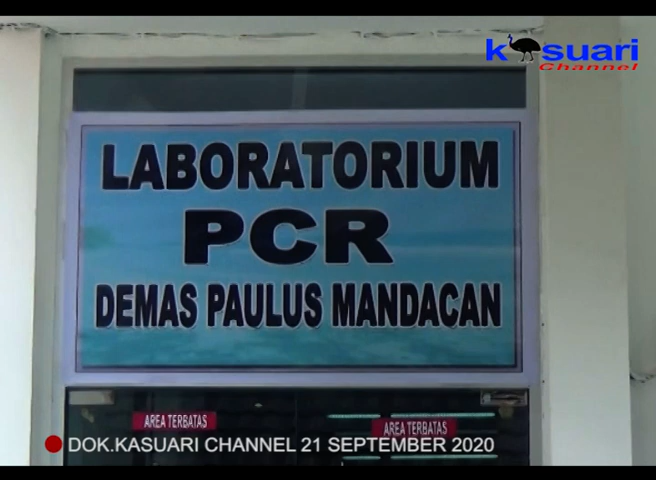 kasuari
Channel
LABORATORIUM
PCR
DEMAS PAULUS MANDACAN
AREA TERBATAS
AREA TERBATAS
DOK.KASUARI CHANNEL 21 SEPTEMBER 2020